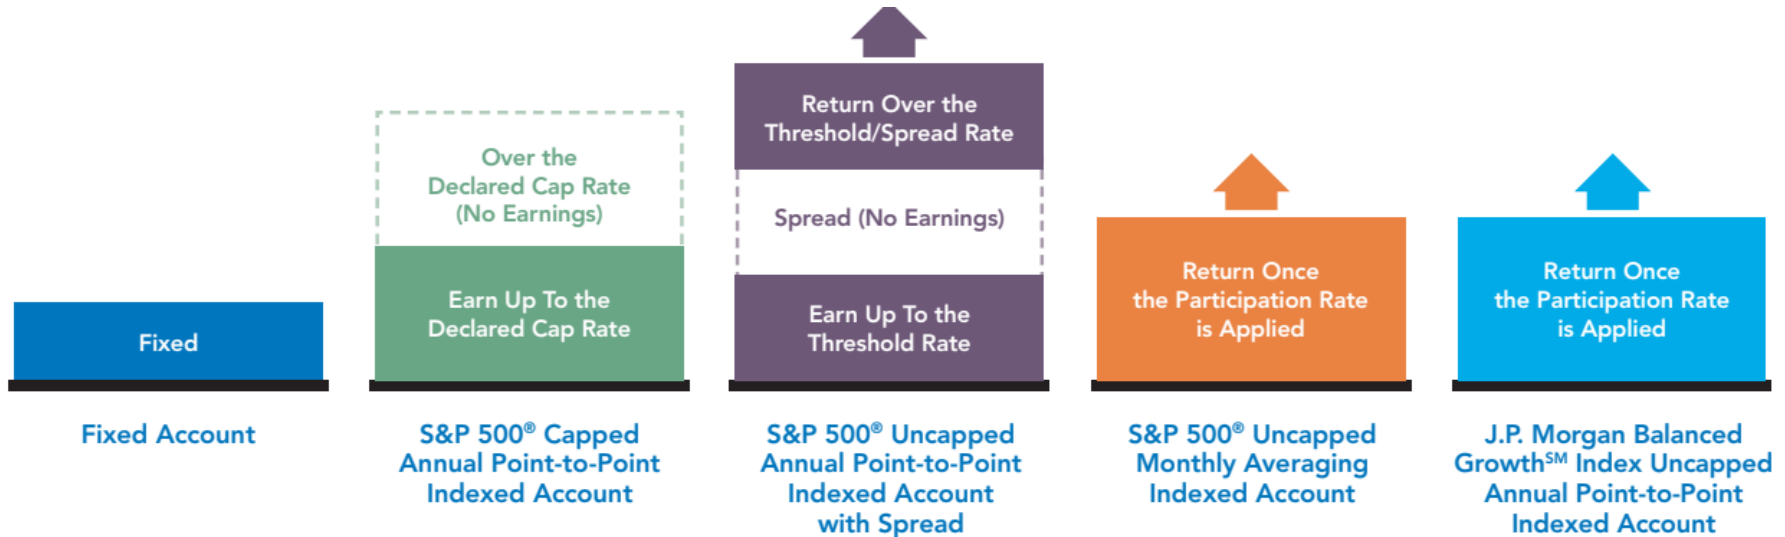 Fixed
Fixed Account
Over the
Declared Cap Rate
(No Earnings)
Earn Up To the
Declared Cap Rate
S&P 500® Capped
Annual Point-to-Point
Indexed Account
Return Over the
Threshold/Spread Rate
Spread (No Earnings)
Earn Up To the
Threshold Rate
S&P 500® Uncapped
Annual Point-to-Point
Indexed Account
with Spread
Return Once
the Participation Rate
is Applied
S&P 500® Uncapped
Monthly Averaging
Indexed Account
Return Once
the Participation Rate
is Applied
J.P. Morgan Balanced
Growth℠ Index Uncapped
Annual Point-to-Point
Indexed Account